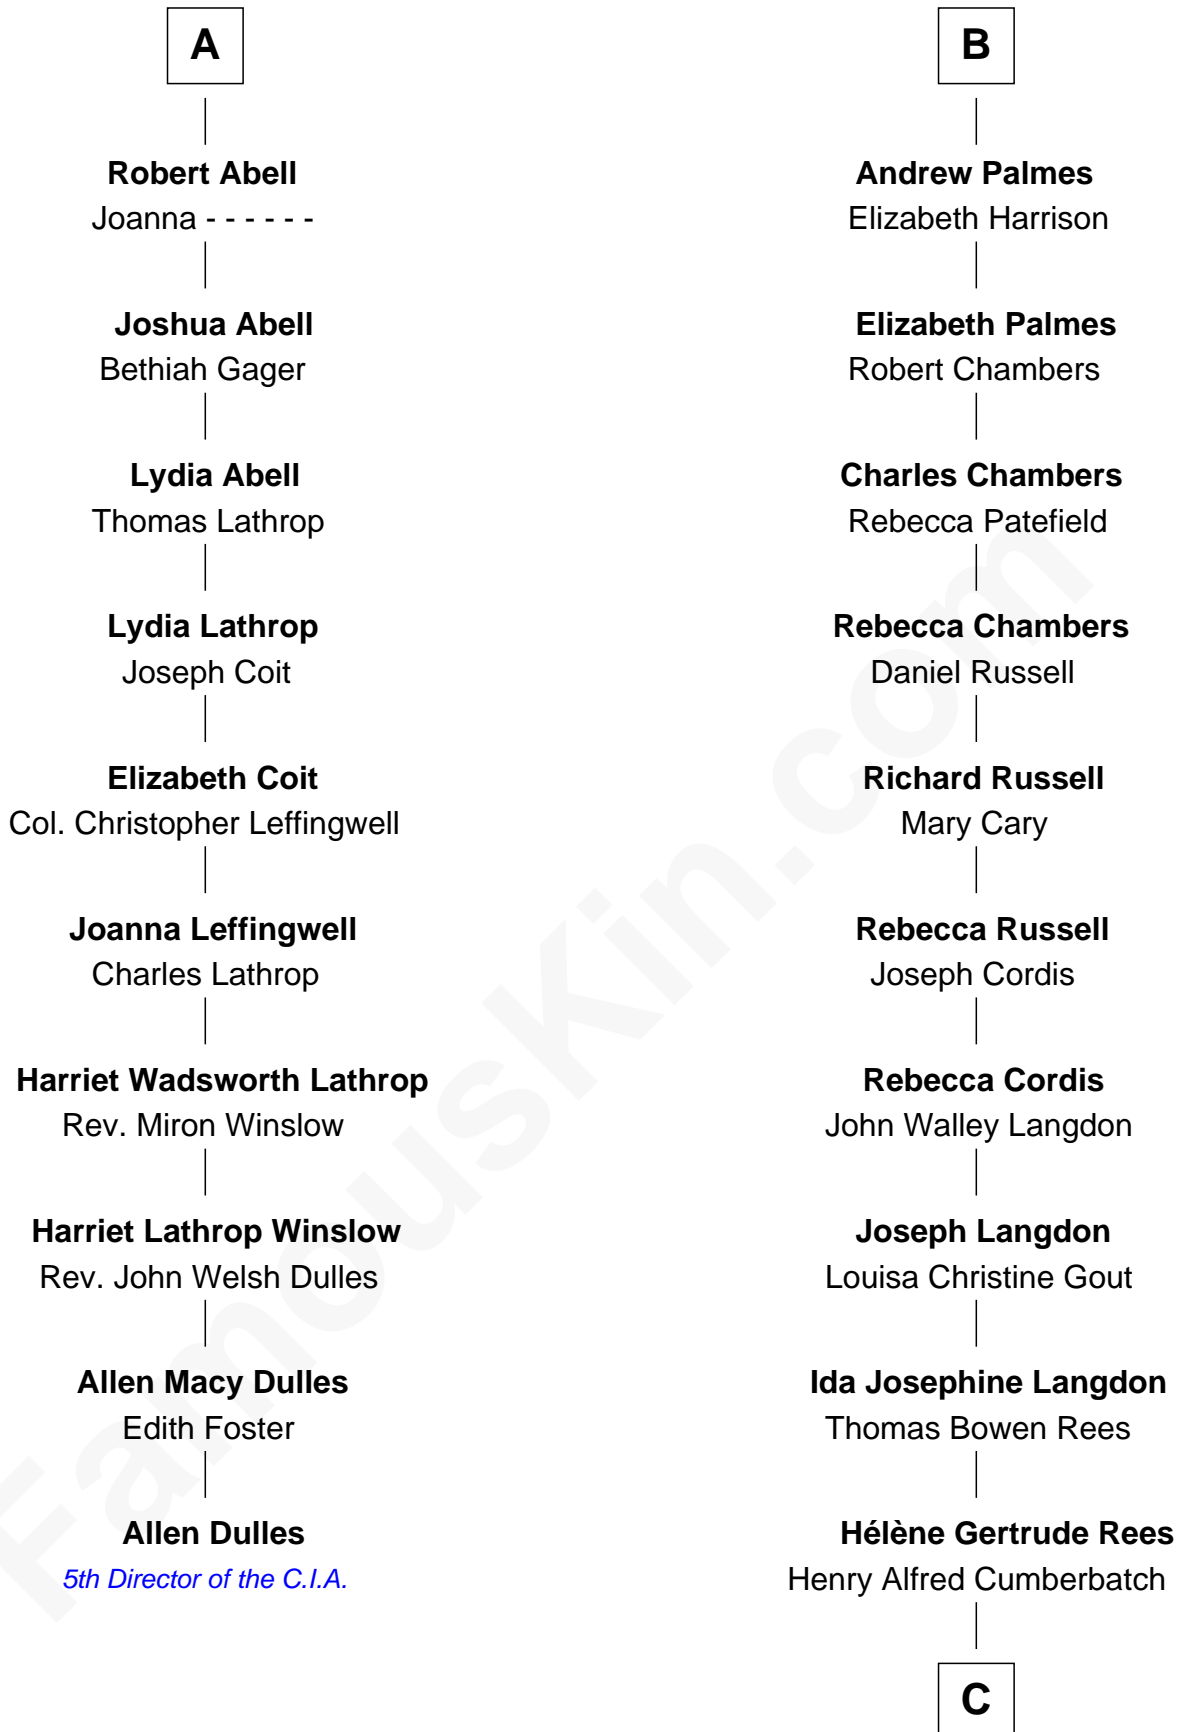 A
Robert Abell
Joanna - - - - - -
Joshua Abell
Bethiah Gager
Lydia Abell
Thomas Lathrop
Lydia Lathrop
Joseph Coit
Elizabeth Coit
Col. Christopher Leffingwell
Joanna Leffingwell
Charles Lathrop
Harriet Wadsworth Lathrop
Rev. Miron Winslow
Harriet Lathrop Winslow
Rev. John Welsh Dulles
Allen Macy Dulles
Edith Foster
Allen Dulles
5th Director of the C.I.A.
B
Andrew Palmes
Elizabeth Harrison
Elizabeth Palmes
Robert Chambers
Charles Chambers
Rebecca Patefield
Rebecca Chambers
Daniel Russell
Richard Russell
Mary Cary
Rebecca Russell
Joseph Cordis
Rebecca Cordis
John Walley Langdon
Joseph Langdon
Louisa Christine Gout
Ida Josephine Langdon
Thomas Bowen Rees
Hélène Gertrude Rees
Henry Alfred Cumberbatch
C
FamousKin.com